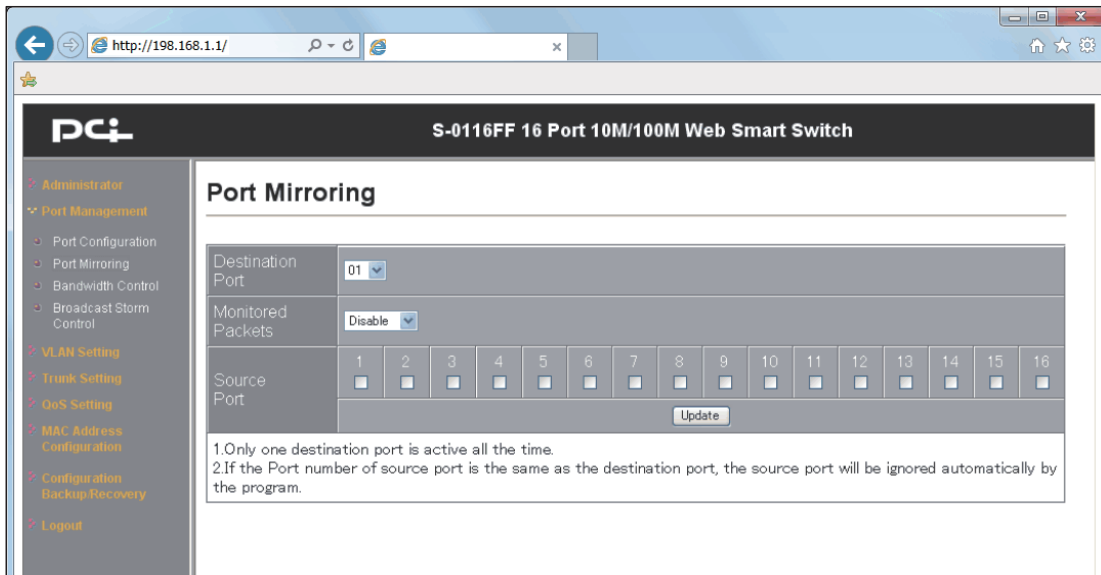 http://198.168.1.1/
PCi
S-0116FF 16 Port 10M/100M Web Smart Switch
Administrator
Port Management
Port Configuration
Port Mirroring
Bandwidth Control
Broadcast Storm
Control
VLAN Setting
Trunk Setting
QoS Setting
MAC Address
Configuration
Configuration
Backup/Recovery
Logout
Port Mirroring
Destination
Port
01
Monitored
Packets
Disable
Source
Port
1 2 3 4 5 6 7 8 9 10 11 12 13 14 15 16
Update
1.Only one destination port is active all the time.
2.If the Port number of source port is the same as the destination port, the source port will be ignored automatically by
the program.